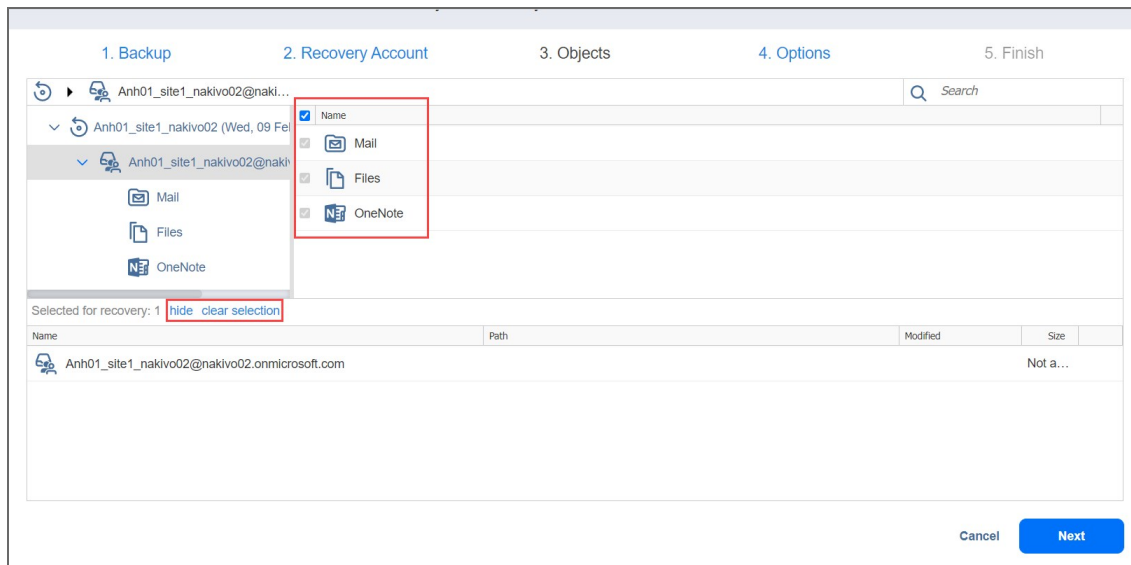 1. Backup 2. Recovery Account 3. Objects 4. Options 5. Finish
Anh01_site1_nakivo02@naki... Search
Anh01_site1_nakivo02 (Wed, 09 Fe
Anh01_site1_nakivo02@naki
Mail
Files
OneNote
Name
Mail
Files
OneNote
Selected for recovery: 1 hide clear selection
Name Path Modified Size
Anh01_site1_nakivo02@nakivo02.onmicrosoft.com Not a...
Cancel Next